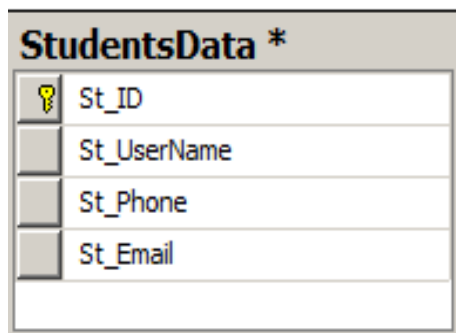 StudentsData *
St_ID
St_UserName
St_Phone
St_Email